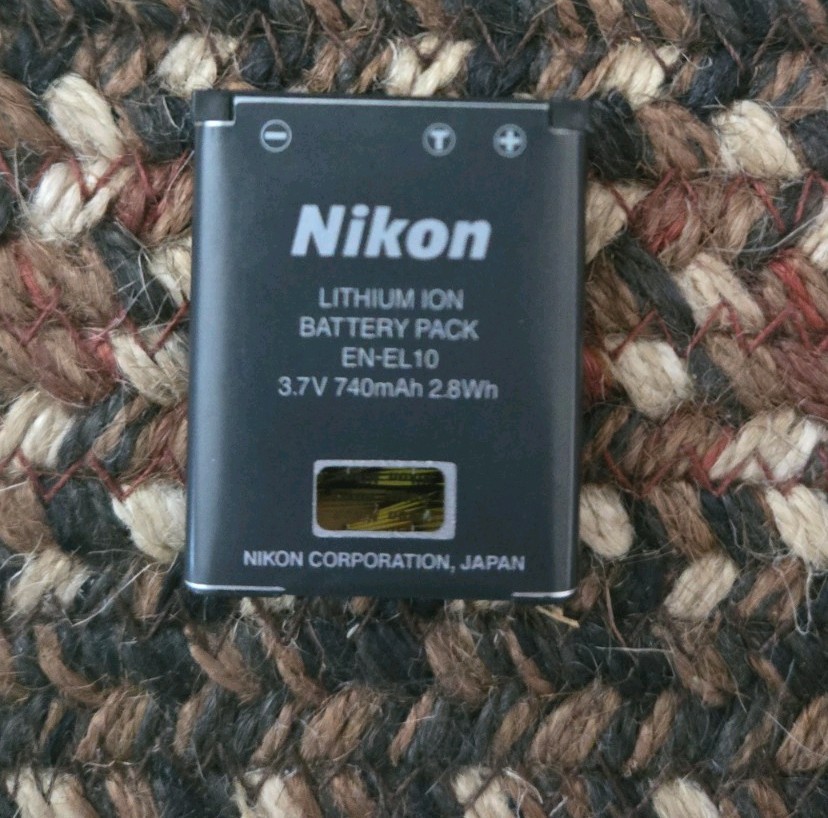 − T +
Nikon
LITHIUM ION
BATTERY PACK
EN-EL10
3.7V 740mAh 2.8Wh
NIKON CORPORATION, JAPAN